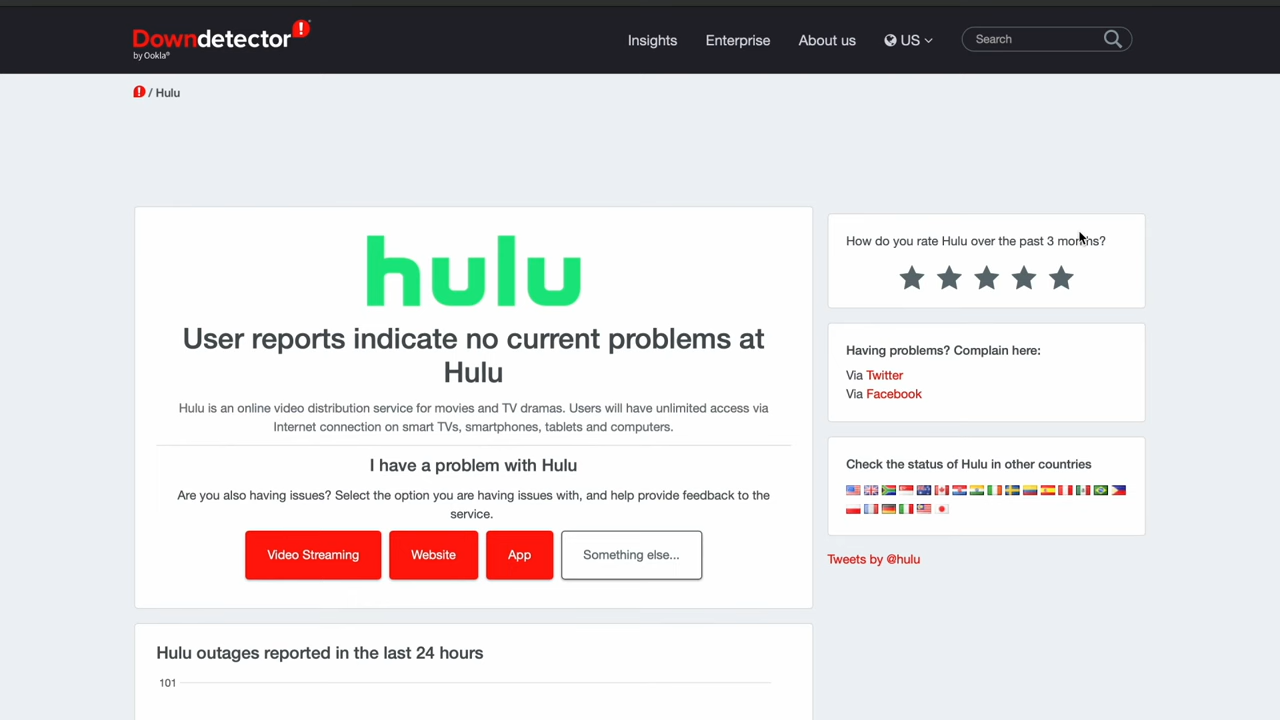 Downdetector!
by Ookla®
Insights
Enterprise
About us
US
Search
! / Hulu
hulu
User reports indicate no current problems at
Hulu
Hulu is an online video distribution service for movies and TV dramas. Users will have unlimited access via
Internet connection on smart TVs, smartphones, tablets and computers.
I have a problem with Hulu
Are you also having issues? Select the option you are having issues with, and help provide feedback to the
service.
Video Streaming
Website
App
Something else...
Hulu outages reported in the last 24 hours
101
How do you rate Hulu over the past 3 months?
Having problems? Complain here:
Via Twitter
Via Facebook
Check the status of Hulu in other countries
Tweets by @hulu